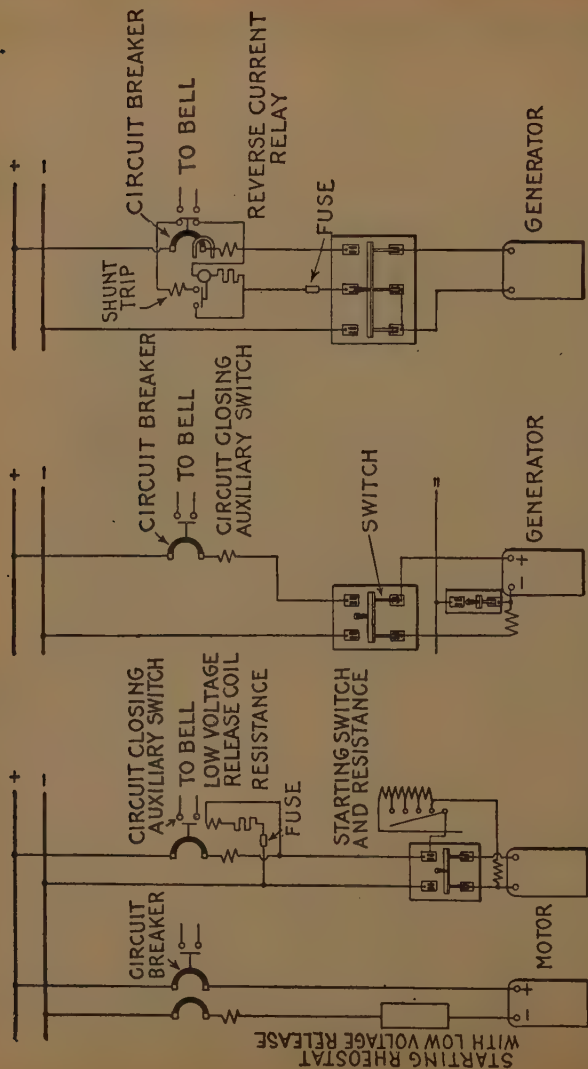 +
-
CIRCUIT
BREAKER
STARTING RHEOSTAT
WITH LOW VOLTAGE RELEASE
-
+
MOTOR
+
-
CIRCUIT CLOSING
AUXILIARY SWITCH
TO BELL
LOW VOLTAGE
RELEASE COIL
RESISTANCE
FUSE
STARTING SWITCH
AND RESISTANCE
+
-
CIRCUIT BREAKER
TO BELL
CIRCUIT CLOSING
AUXILIARY SWITCH
SWITCH
=
-
+
GENERATOR
+
-
CIRCUIT BREAKER
TO BELL
SHUNT
TRIP
REVERSE CURRENT
RELAY
FUSE
GENERATOR